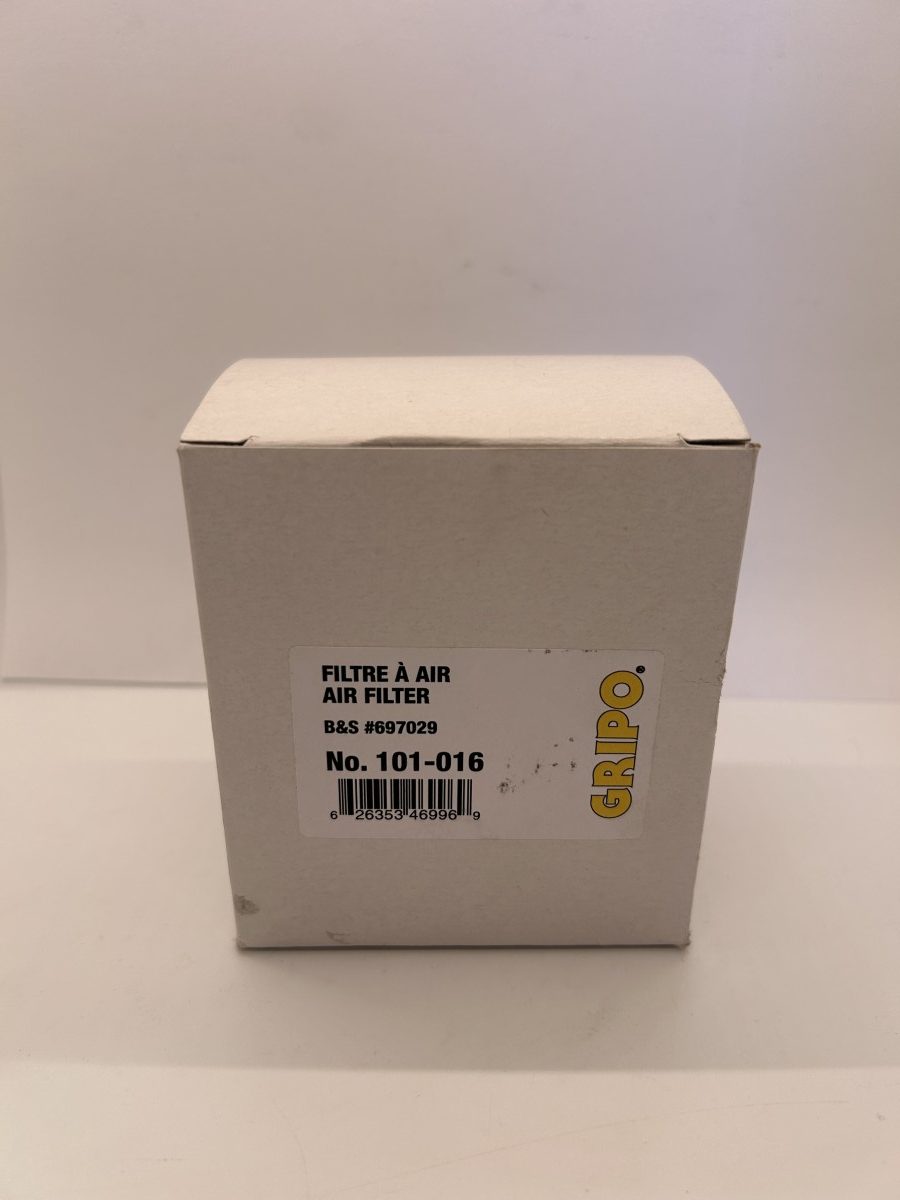 FILTRE À AIR
AIR FILTER
B&S #697029
No. 101-016
6 26353 46996 9
GRIPO®